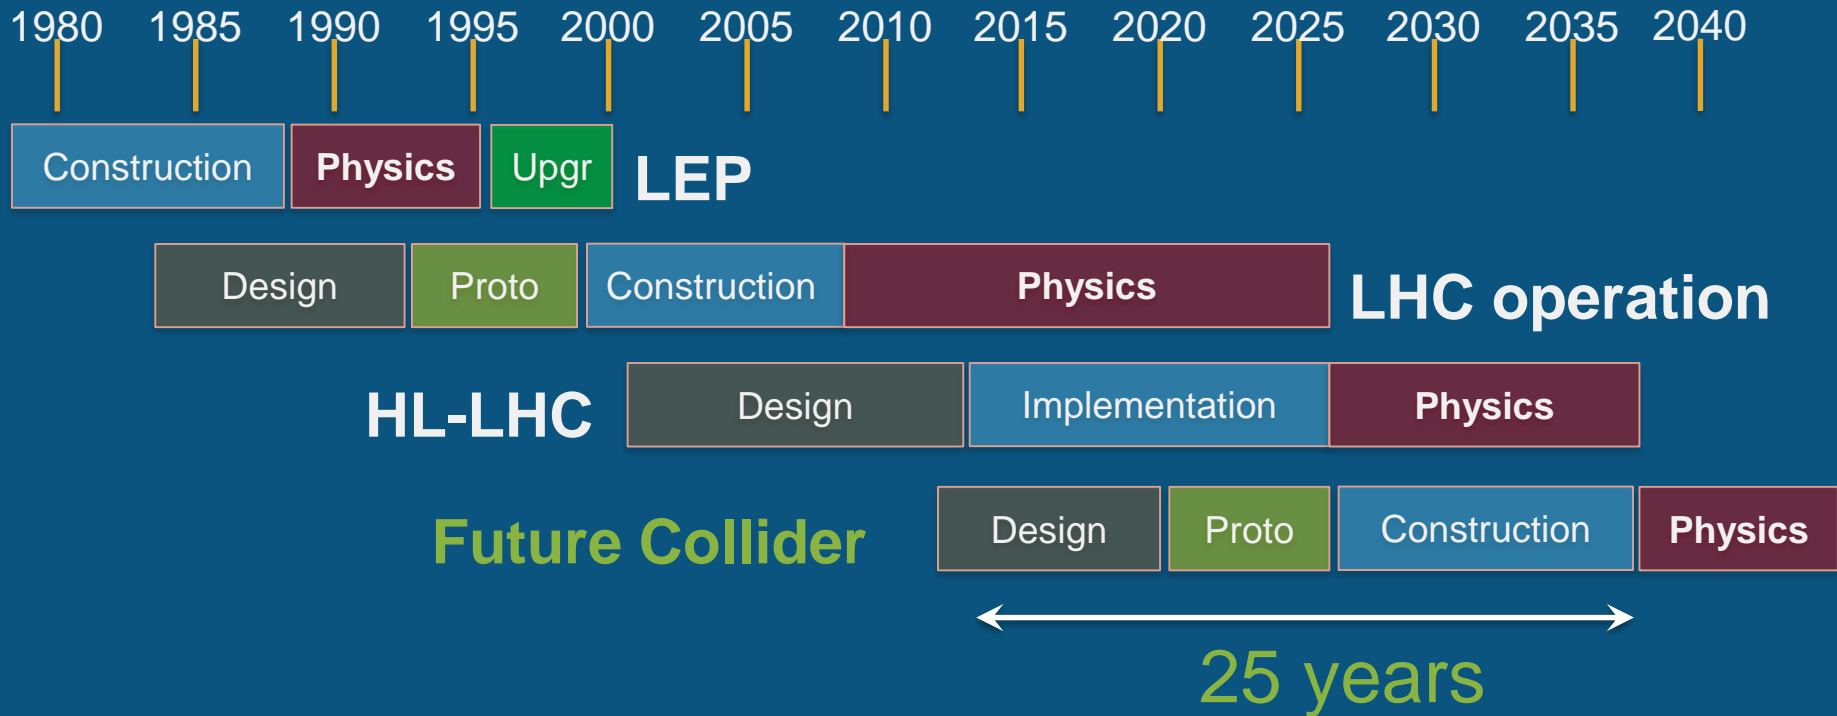 1980 1985 1990 1995 2000 2005 2010 2015 2020 2025 2030 2035 2040
Construction Physics Upgr LEP
Design Proto Construction Physics LHC operation
HL-LHC Design Implementation Physics
Future Collider Design Proto Construction Physics
25 years